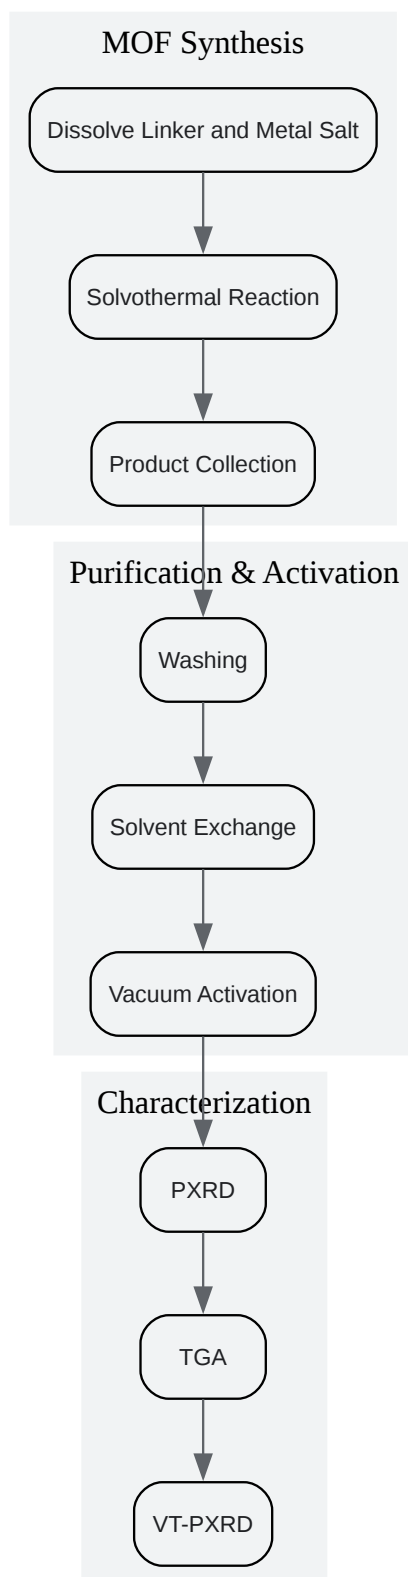 MOF Synthesis
Dissolve Linker and Metal Salt
Solvothermal Reaction
Product Collection
Purification & Activation
Washing
Solvent Exchange
Vacuum Activation
Characterization
PXRD
TGA
VT-PXRD